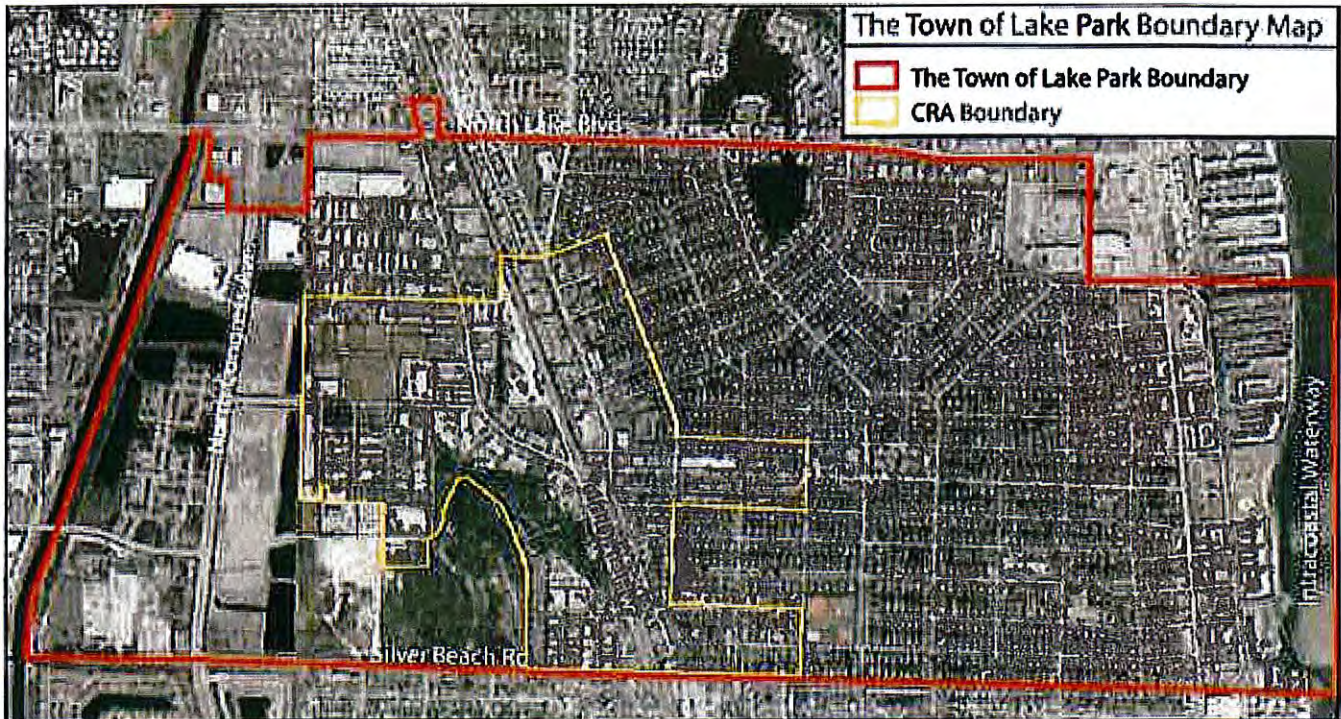 The Town of Lake Park Boundary Map
The Town of Lake Park Boundary
CRA Boundary
Blvd
Silver Beach Rd
Intracoastal Waterway